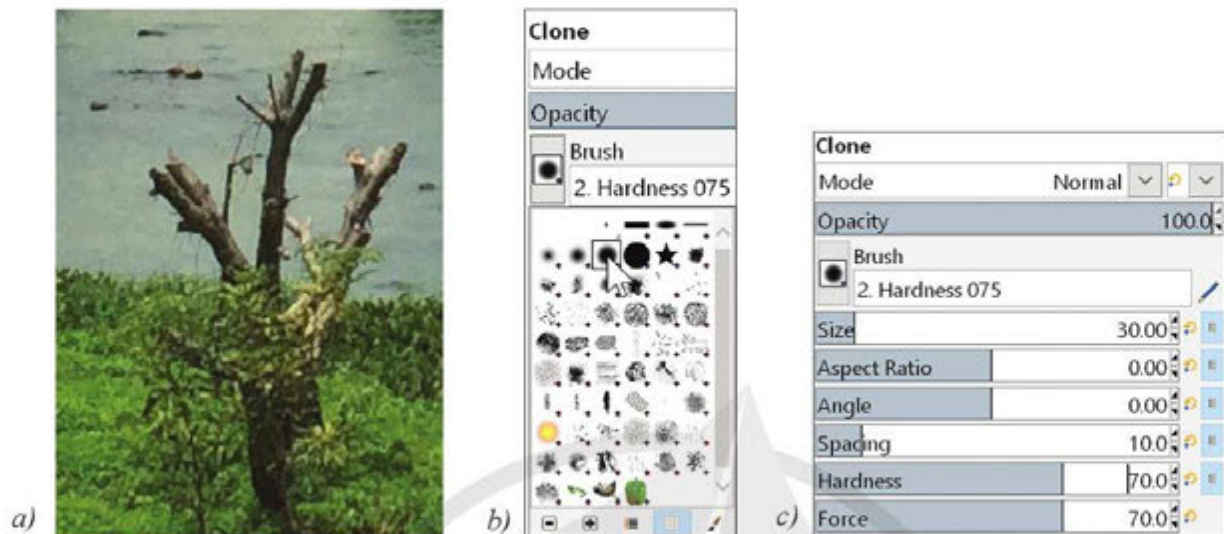 a)
b)
Clone
Mode
Opacity
Brush
2. Hardness 075
c)
Clone
Mode Normal
Opacity 100.0
Brush
2. Hardness 075
Size 30.00
Aspect Ratio 0.00
Angle 0.00
Spacing 10.0
Hardness 70.0
Force 70.0